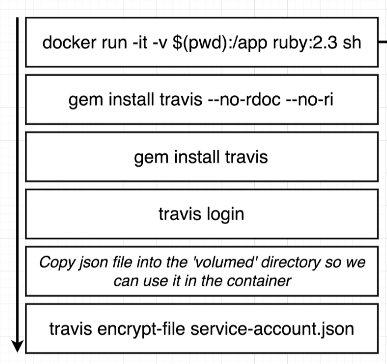 docker run -it -v $(pwd):/app ruby:2.3 sh
gem install travis --no-rdoc --no-ri
gem install travis
travis login
Copy json file into the 'volumed' directory so we
can use it in the container
travis encrypt-file service-account.json